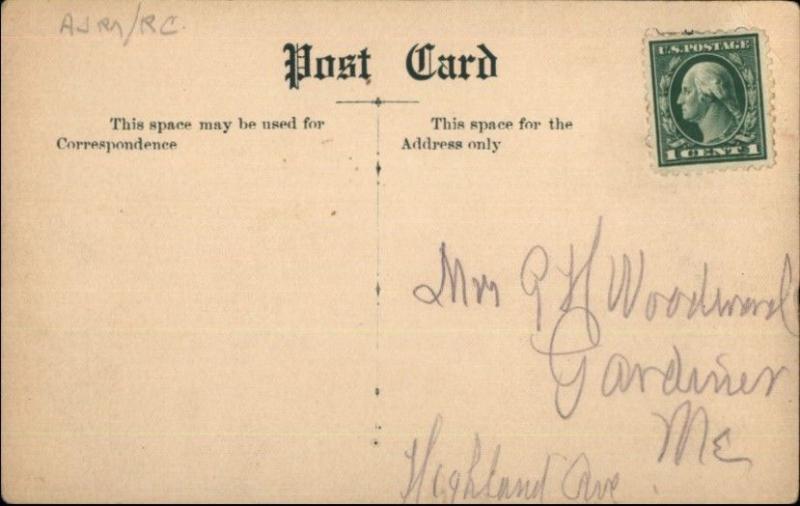 AJM/RC.
Post Card
This space may be used for
Correspondence
This space for the
Address only
U.S. POSTAGE
1 CENT 1
Mrs G H Woodward
Gardiner
Me
Highland Ave.